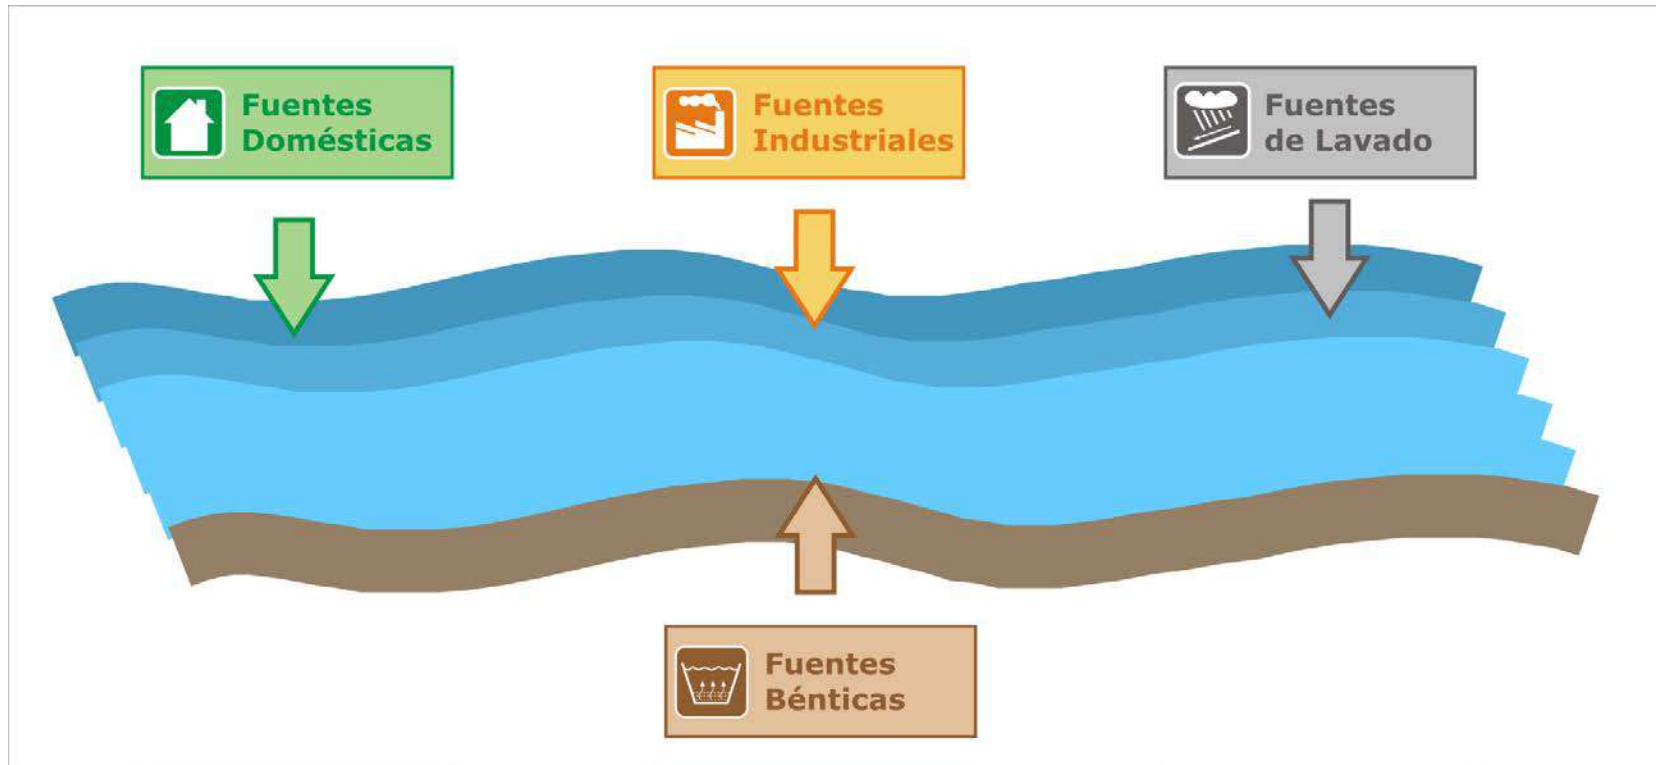 Fuentes
Domésticas
Fuentes
Industriales
Fuentes
de Lavado
Fuentes
Bénticas